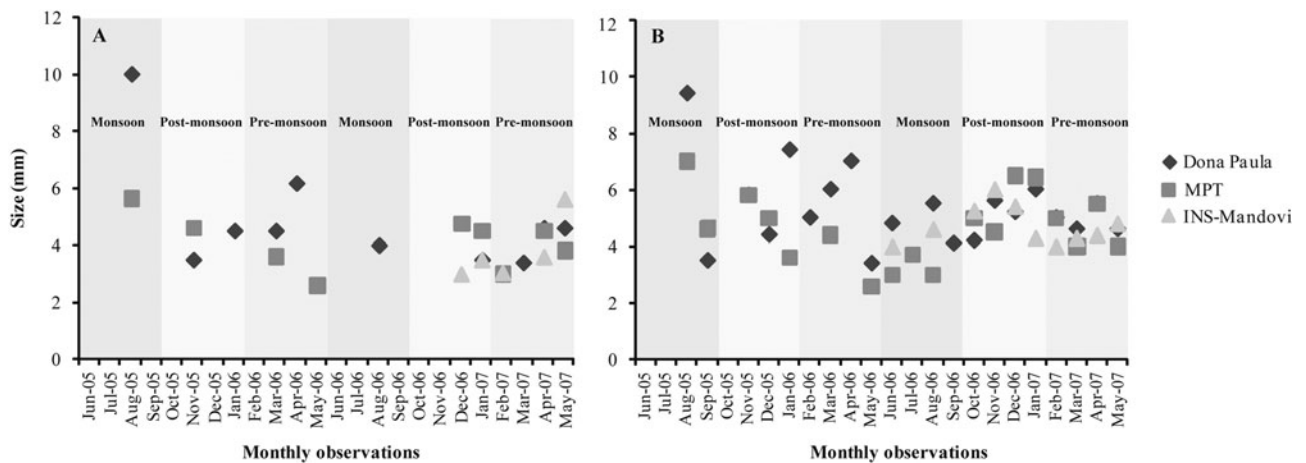 A
12
10
8
6
4
2
0
Size (mm)
Monsoon
Post-monsoon
Pre-monsoon
Monsoon
Post-monsoon
Pre-monsoon
Jun-05
Jul-05
Aug-05
Sep-05
Oct-05
Nov-05
Jan-06
Feb-06
Mar-06
Apr-06
May-06
Jun-06
Jul-06
Aug-06
Oct-06
Nov-06
Dec-06
Jan-07
Feb-07
Mar-07
Apr-07
May-07
Monthly observations
B
12
10
8
6
4
2
0
Monsoon
Post-monsoon
Pre-monsoon
Monsoon
Post-monsoon
Pre-monsoon
Jun-05
Jul-05
Aug-05
Sep-05
Oct-05
Nov-05
Dec-05
Jan-06
Feb-06
Mar-06
Apr-06
May-06
Jun-06
Jul-06
Aug-06
Sep-06
Oct-06
Nov-06
Dec-06
Jan-07
Feb-07
Mar-07
Apr-07
May-07
Monthly observations
Dona Paula
MPT
INS-Mandovi